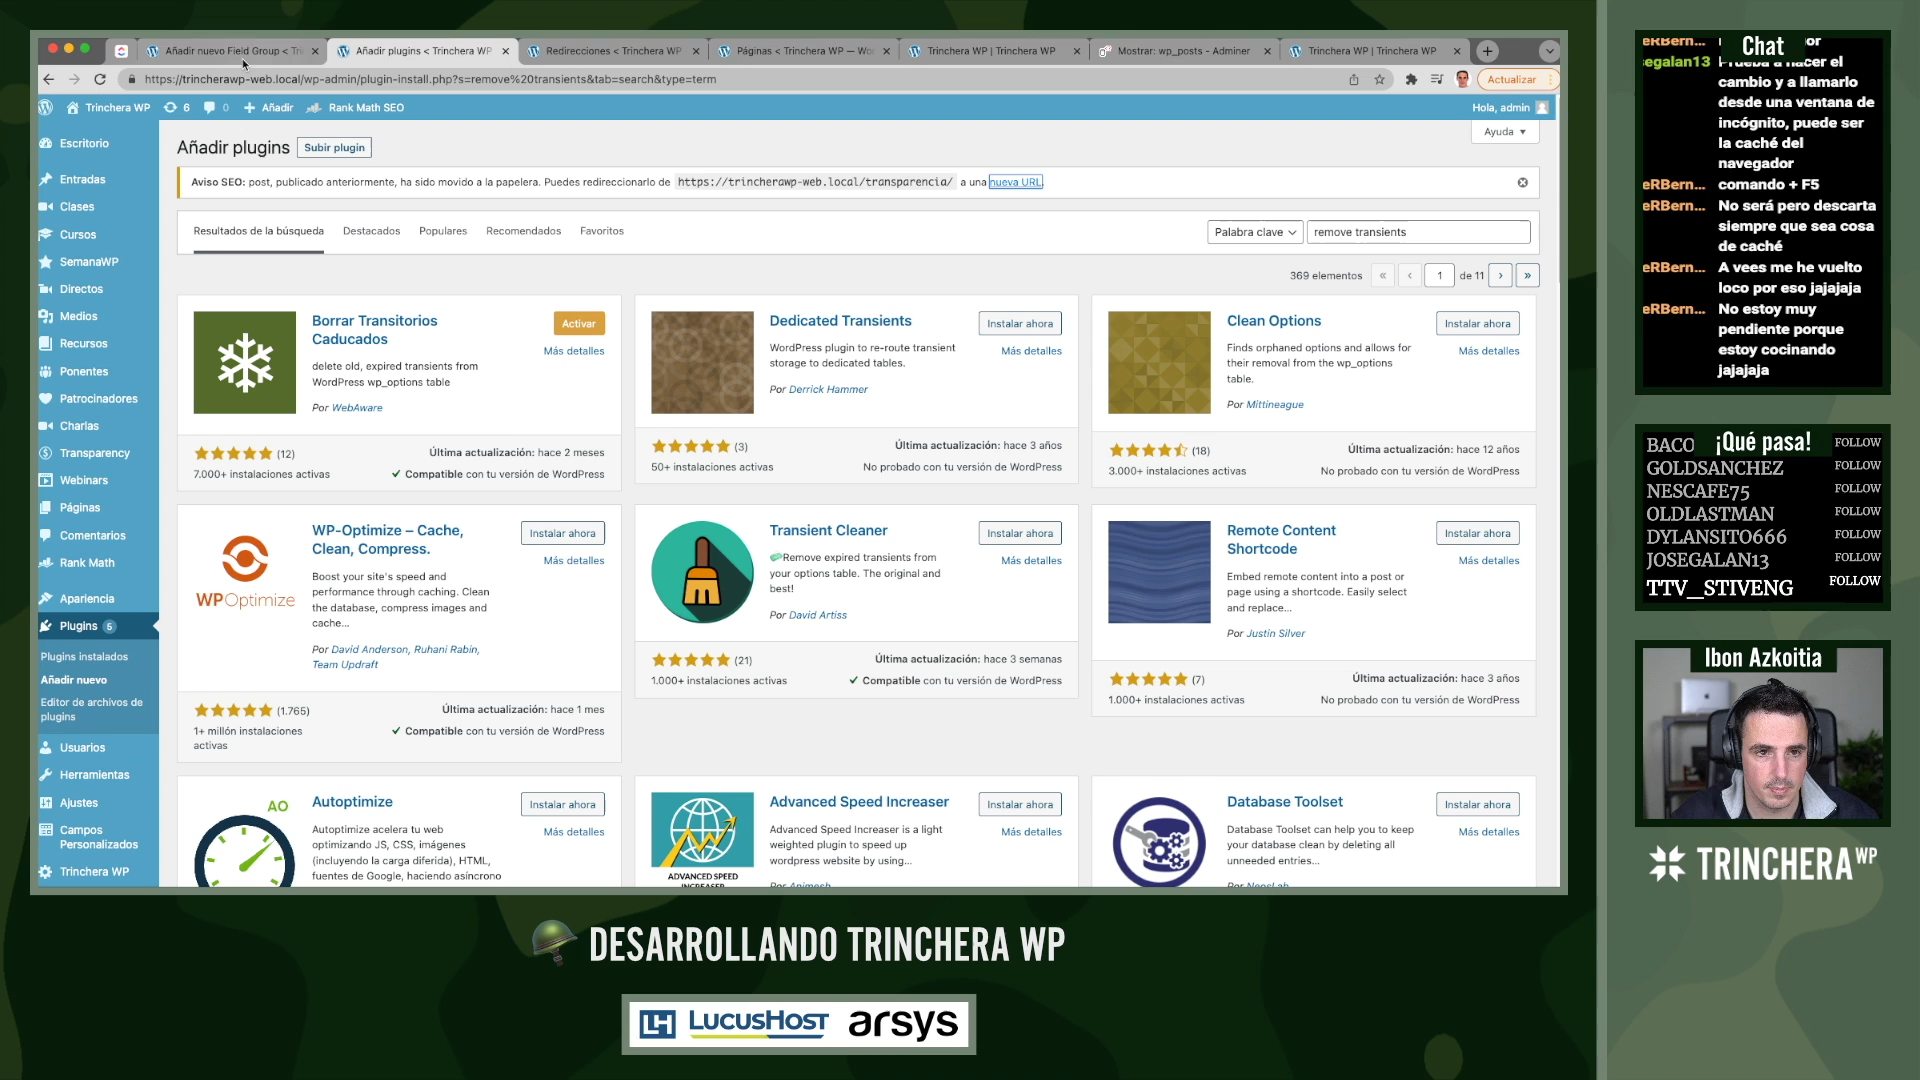 Añadir nuevo Field Group < Tri
Añadir plugins < Trinchera WP
Redirecciones < Trinchera WP
Páginas < Trinchera WP — Wo
Trinchera WP | Trinchera WP
Mostrar: wp_posts - Adminer
Trinchera WP | Trinchera WP
https://trincherawp-web.local/wp-admin/plugin-install.php?s=remove%20transients&tab=search&type=term
Actualizar
Trinchera WP
6
0
Añadir
Rank Math SEO
Hola, admin
Escritorio
Entradas
Clases
Cursos
SemanaWP
Directos
Medios
Recursos
Ponentes
Patrocinadores
Charlas
Transparency
Webinars
Páginas
Comentarios
Rank Math
Apariencia
Plugins 5
Plugins instalados
Añadir nuevo
Editor de archivos de
plugins
Usuarios
Herramientas
Ajustes
Campos
Personalizados
Trinchera WP
Ayuda
Añadir plugins
Subir plugin
Aviso SEO: post, publicado anteriormente, ha sido movido a la papelera. Puedes redireccionarlo de https://trincherawp-web.local/transparencia/ a una nueva URL.
Resultados de la búsqueda
Destacados
Populares
Recomendados
Favoritos
Palabra clave
remove transients
369 elementos
«
‹
1
de 11
›
»
Borrar Transitorios
Caducados
Activar
Más detalles
delete old, expired transients from
WordPress wp_options table
Por WebAware
(12)
7.000+ instalaciones activas
Última actualización: hace 2 meses
Compatible con tu versión de WordPress
Dedicated Transients
Instalar ahora
Más detalles
WordPress plugin to re-route transient
storage to dedicated tables.
Por Derrick Hammer
(3)
50+ instalaciones activas
Última actualización: hace 3 años
No probado con tu versión de WordPress
Clean Options
Instalar ahora
Más detalles
Finds orphaned options and allows for
their removal from the wp_options
table.
Por Mittineague
(18)
3.000+ instalaciones activas
Última actualización: hace 12 años
No probado con tu versión de WordPress
WPOptimize
WP-Optimize – Cache,
Clean, Compress.
Instalar ahora
Más detalles
Boost your site's speed and
performance through caching. Clean
the database, compress images and
cache...
Por David Anderson, Ruhani Rabin,
Team Updraft
(1.765)
1+ millón instalaciones
activas
Última actualización: hace 1 mes
Compatible con tu versión de WordPress
Transient Cleaner
Instalar ahora
Más detalles
Remove expired transients from
your options table. The original and
best!
Por David Artiss
(21)
1.000+ instalaciones activas
Última actualización: hace 3 semanas
Compatible con tu versión de WordPress
Remote Content
Shortcode
Instalar ahora
Más detalles
Embed remote content into a post or
page using a shortcode. Easily select
and replace...
Por Justin Silver
(7)
1.000+ instalaciones activas
Última actualización: hace 3 años
No probado con tu versión de WordPress
AO
Autoptimize
Instalar ahora
Más detalles
Autoptimize acelera tu web
optimizando JS, CSS, imágenes
(incluyendo la carga diferida), HTML,
fuentes de Google, haciendo asíncrono
ADVANCED SPEED
INCREASER
Advanced Speed Increaser
Instalar ahora
Más detalles
Advanced Speed Increaser is a light
weighted plugin to speed up
wordpress website by using...
Por Animesh
Database Toolset
Instalar ahora
Más detalles
Database Toolset can help you to keep
your database clean by deleting all
unneeded entries...
Por NeosLab
Chat
eRBern...
segalan13 Prueba a hacer el
cambio y a llamarlo
desde una ventana de
incógnito, puede ser
la caché del
navegador
eRBern... comando + F5
eRBern... No será pero descarta
siempre que sea cosa
de caché
eRBern... A vees me he vuelto
loco por eso jajajaja
eRBern... No estoy muy
pendiente porque
estoy cocinando
jajajaja
¡Qué pasa!
BACO FOLLOW
GOLDSANCHEZ FOLLOW
NESCAFE75 FOLLOW
OLDLASTMAN FOLLOW
DYLANSITO666 FOLLOW
JOSEGALAN13 FOLLOW
TTV_STIVENG FOLLOW
Ibon Azkoitia
TRINCHERAWP
DESARROLLANDO TRINCHERA WP
LH LUCUSHOST arsys